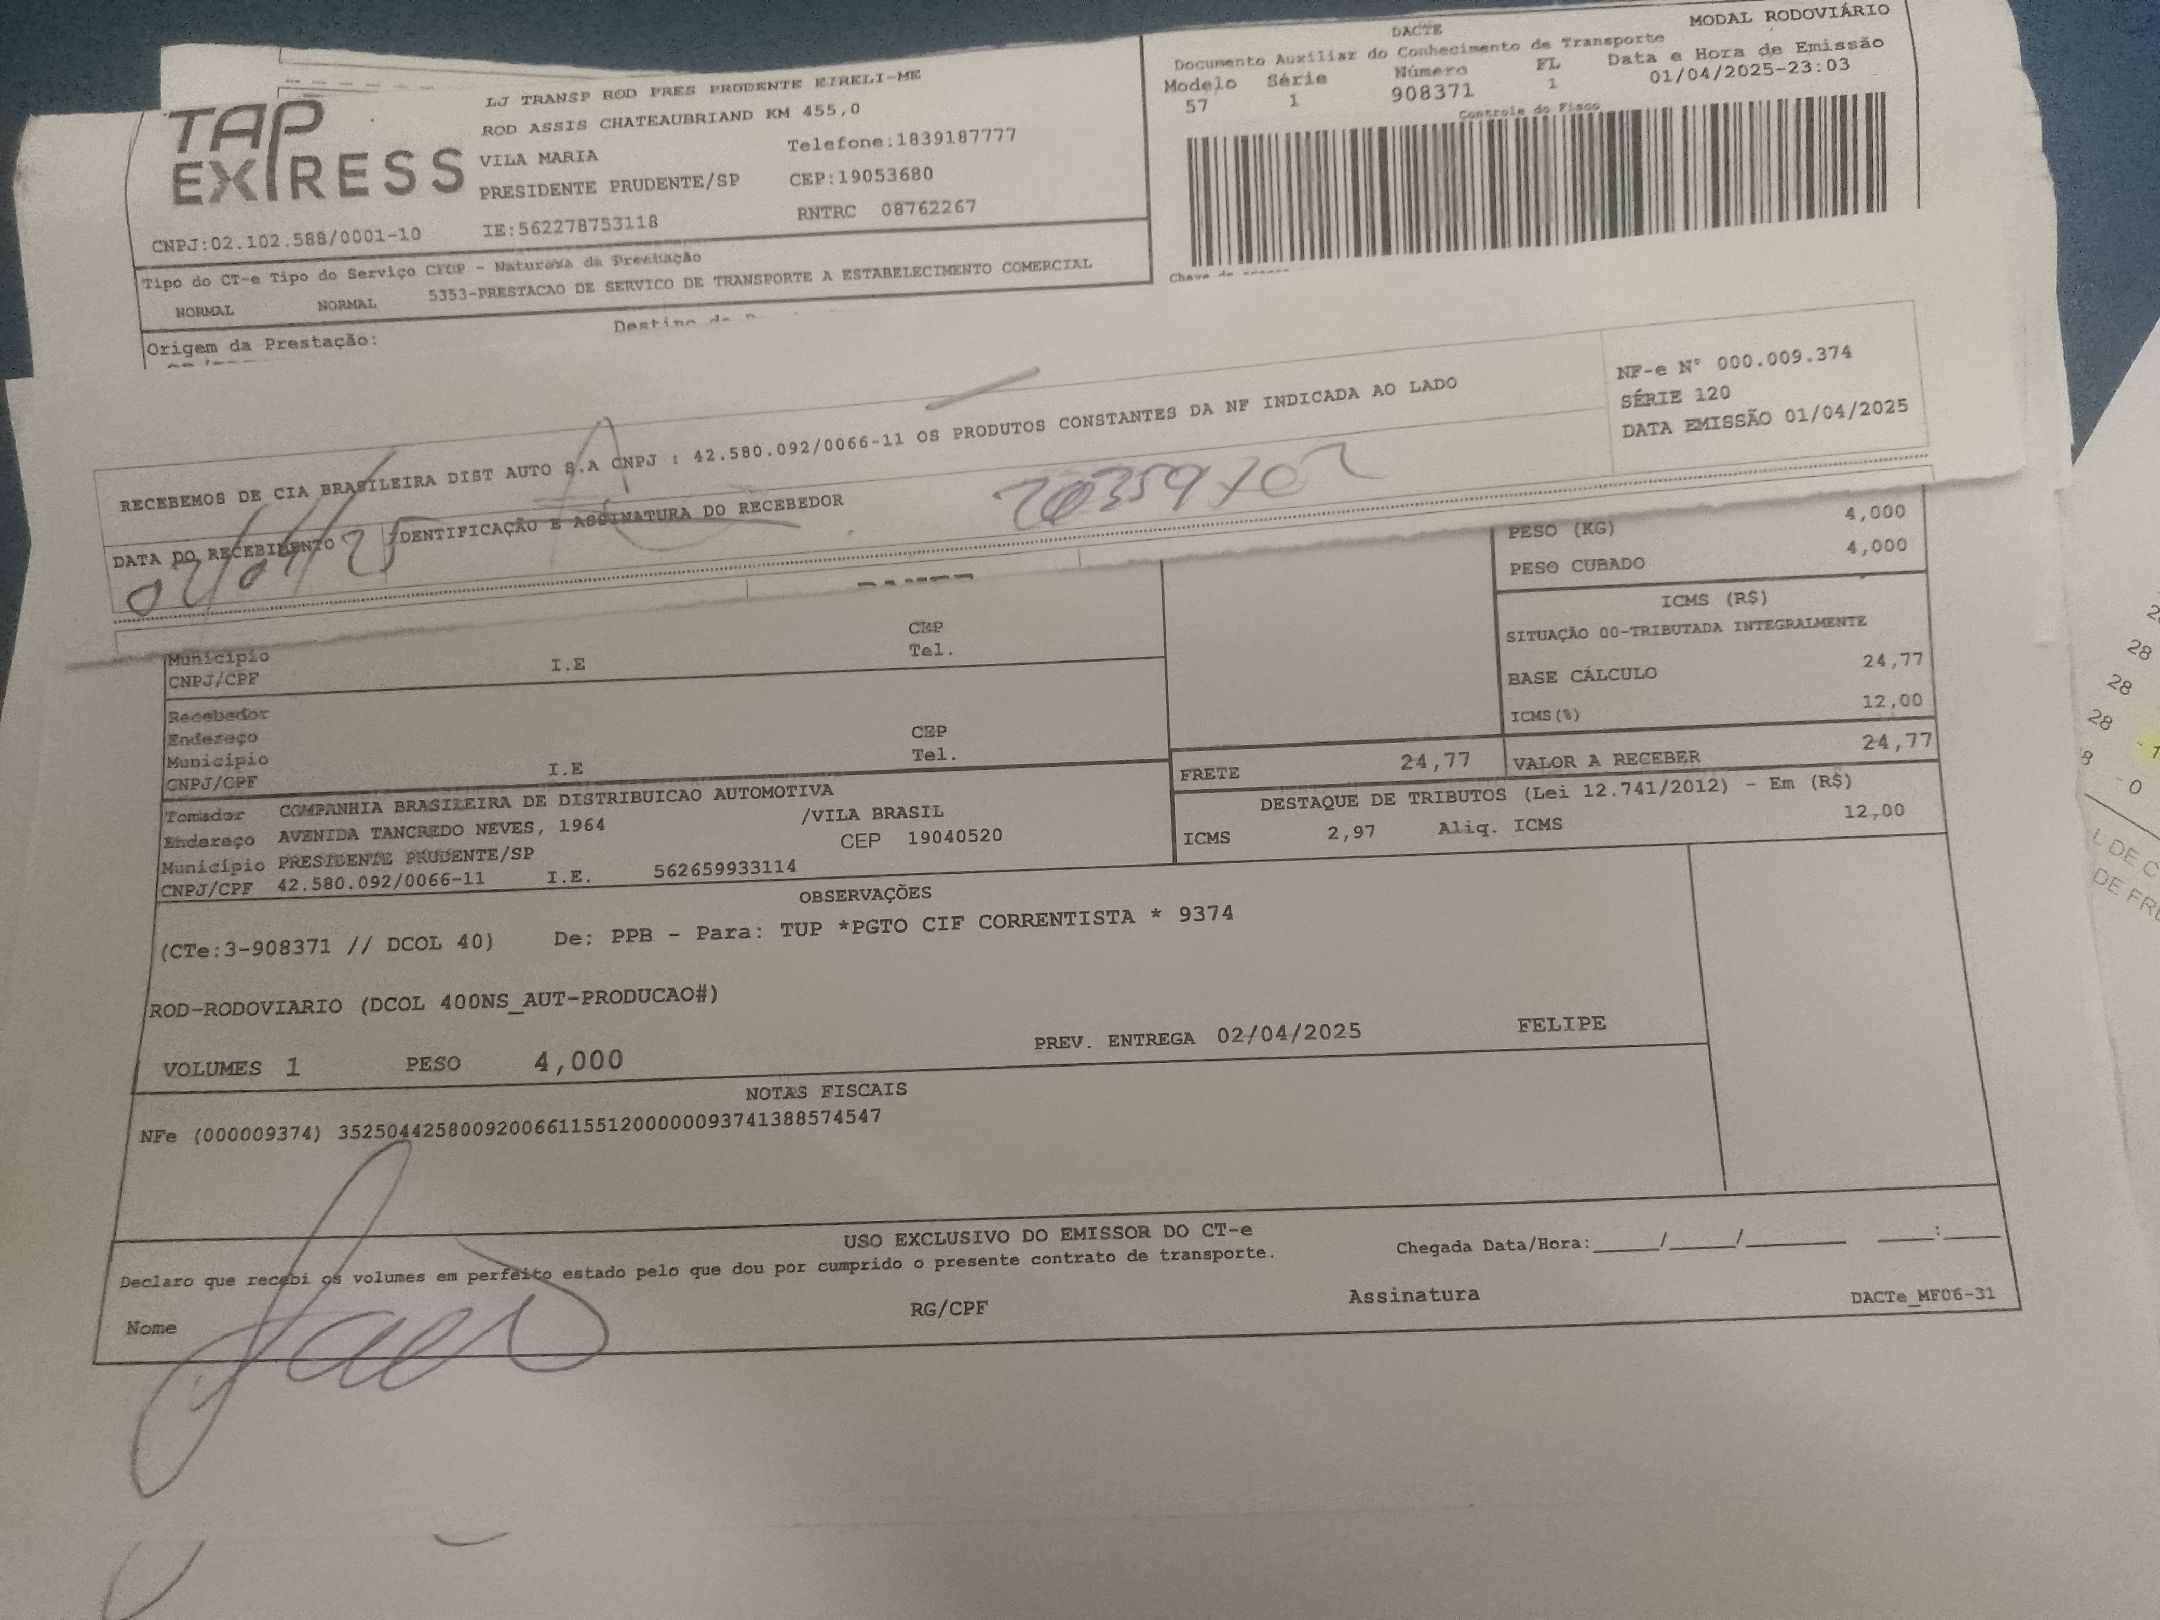 TAP EXPRESS
LJ TRANSP ROD PRES PRUDENTE EIRELI-ME
ROD ASSIS CHATEAUBRIAND KM 455,0
VILA MARIA Telefone:1839187777
PRESIDENTE PRUDENTE/SP CEP:19053680
CNPJ:02.102.588/0001-10 IE:562278753118 RNTRC 08762267
Tipo do CT-e Tipo do Serviço CFOP - Natureza da Prestação
NORMAL NORMAL 5353-PRESTACAO DE SERVICO DE TRANSPORTE A ESTABELECIMENTO COMERCIAL
Origem da Prestação:
DACTE MODAL RODOVIÁRIO
Documento Auxiliar do Conhecimento de Transporte
Modelo Série Número FL Data e Hora de Emissão
57 1 908371 1 01/04/2025-23:03
Controle do Fisco
RECEBEMOS DE CIA BRASILEIRA DIST AUTO S.A CNPJ : 42.580.092/0066-11 OS PRODUTOS CONSTANTES DA NF INDICADA AO LADO
NF-e N° 000.009.374
SÉRIE 120
DATA EMISSÃO 01/04/2025
DATA DO RECEBIMENTO IDENTIFICAÇÃO E ASSINATURA DO RECEBEDOR
PESO (KG) 4,000
PESO CUBADO 4,000
ICMS (R$)
SITUAÇÃO 00-TRIBUTADA INTEGRALMENTE
BASE CÁLCULO 24,77
ICMS(%) 12,00
FRETE 24,77 VALOR A RECEBER 24,77
DESTAQUE DE TRIBUTOS (Lei 12.741/2012) - Em (R$)
ICMS 2,97 Aliq. ICMS 12,00
CEP
Município Tel.
CNPJ/CPF I.E
Recebedor
Endereço CEP
Município Tel.
CNPJ/CPF I.E
Tomador COMPANHIA BRASILEIRA DE DISTRIBUICAO AUTOMOTIVA
Endereço AVENIDA TANCREDO NEVES, 1964 /VILA BRASIL
Município PRESIDENTE PRUDENTE/SP CEP 19040520
CNPJ/CPF 42.580.092/0066-11 I.E. 562659933114
OBSERVAÇÕES
(CTe:3-908371 // DCOL 40) De: PPB - Para: TUP *PGTO CIF CORRENTISTA * 9374
ROD-RODOVIARIO (DCOL 400NS_AUT-PRODUCAO#)
VOLUMES 1 PESO 4,000 PREV. ENTREGA 02/04/2025 FELIPE
NOTAS FISCAIS
NFe (000009374) 35250442580092006611551200000093741388574547
USO EXCLUSIVO DO EMISSOR DO CT-e
Declaro que recebi os volumes em perfeito estado pelo que dou por cumprido o presente contrato de transporte. Chegada Data/Hora:_____/_____/________ ____:____
Nome RG/CPF Assinatura DACTe_MF06-31